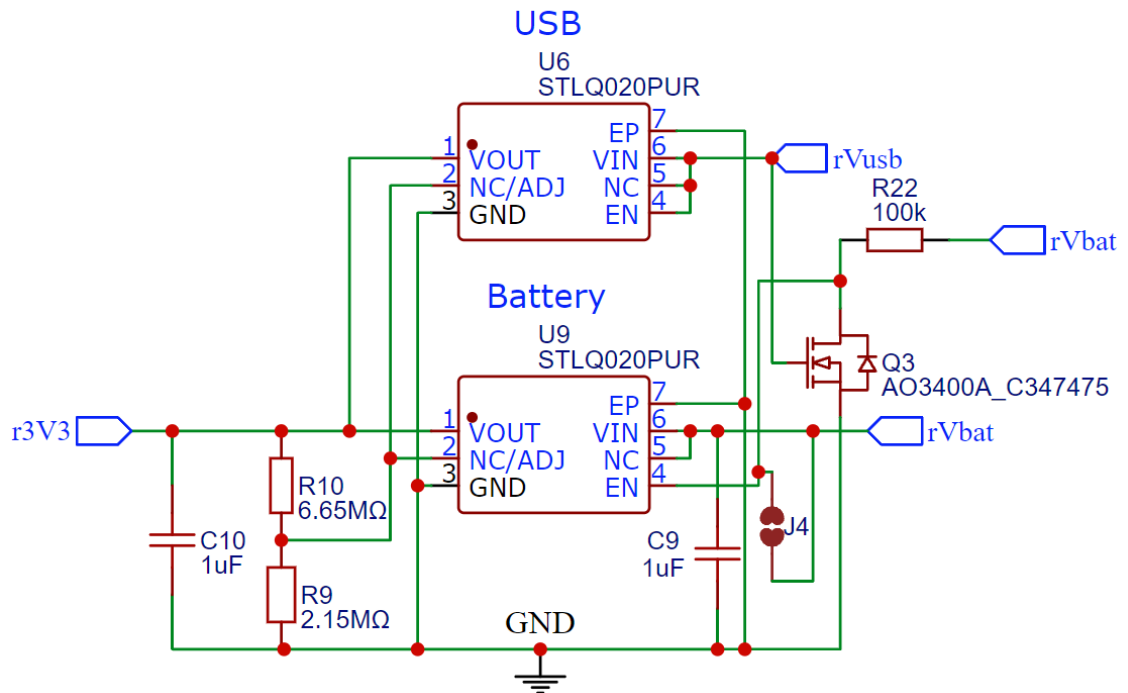 USB
U6
STLQ020PUR
1
VOUT
2
NC/ADJ
3
GND
EP
7
VIN
6
NC
5
EN
4
rVusb
R22
100k
rVbat
Battery
U9
STLQ020PUR
1
VOUT
2
NC/ADJ
3
GND
EP
7
VIN
6
NC
5
EN
4
Q3
AO3400A_C347475
r3V3
rVbat
R10
6.65MΩ
C10
1uF
R9
2.15MΩ
C9
1uF
J4
GND